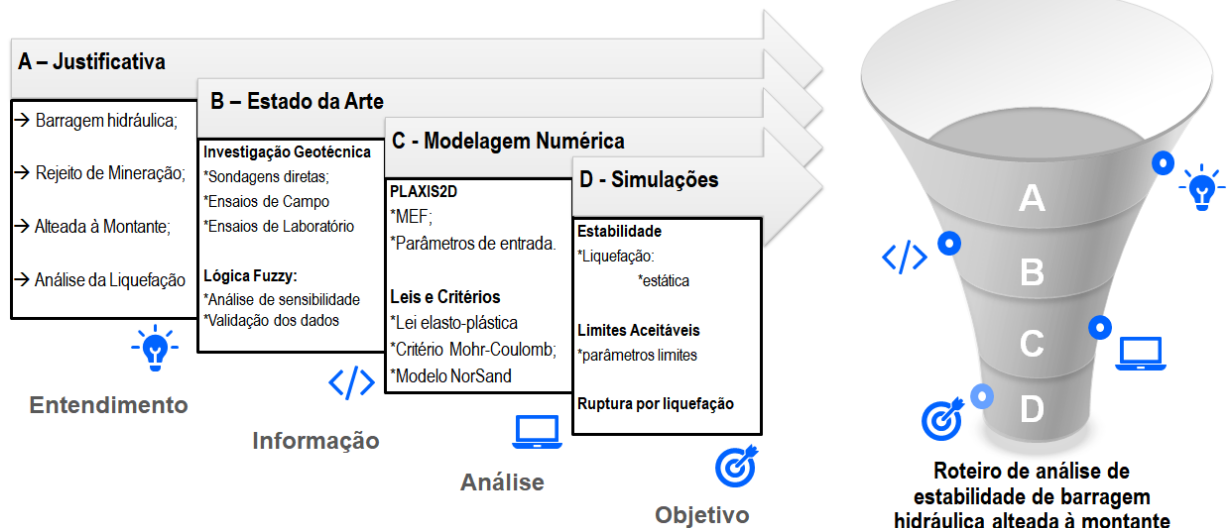 A – Justificativa
→ Barragem hidráulica;
→ Rejeito de Mineração;
→ Alteada à Montante;
→ Análise da Liquefação
Entendimento
B – Estado da Arte
Investigação Geotécnica
*Sondagens diretas;
*Ensaios de Campo
*Ensaios de Laboratório
Lógica Fuzzy:
*Análise de sensibilidade
*Validação dos dados
</>
Informação
C - Modelagem Numérica
PLAXIS2D
*MEF;
*Parâmetros de entrada.
Leis e Critérios
*Lei elasto-plástica
*Critério Mohr-Coulomb;
*Modelo NorSand
Análise
D - Simulações
Estabilidade
*Liquefação:
*estática
Limites Aceitáveis
*parâmetros limites
Ruptura por liquefação
Objetivo
A
</>
B
C
D
Roteiro de análise de
estabilidade de barragem
hidráulica alteada à montante